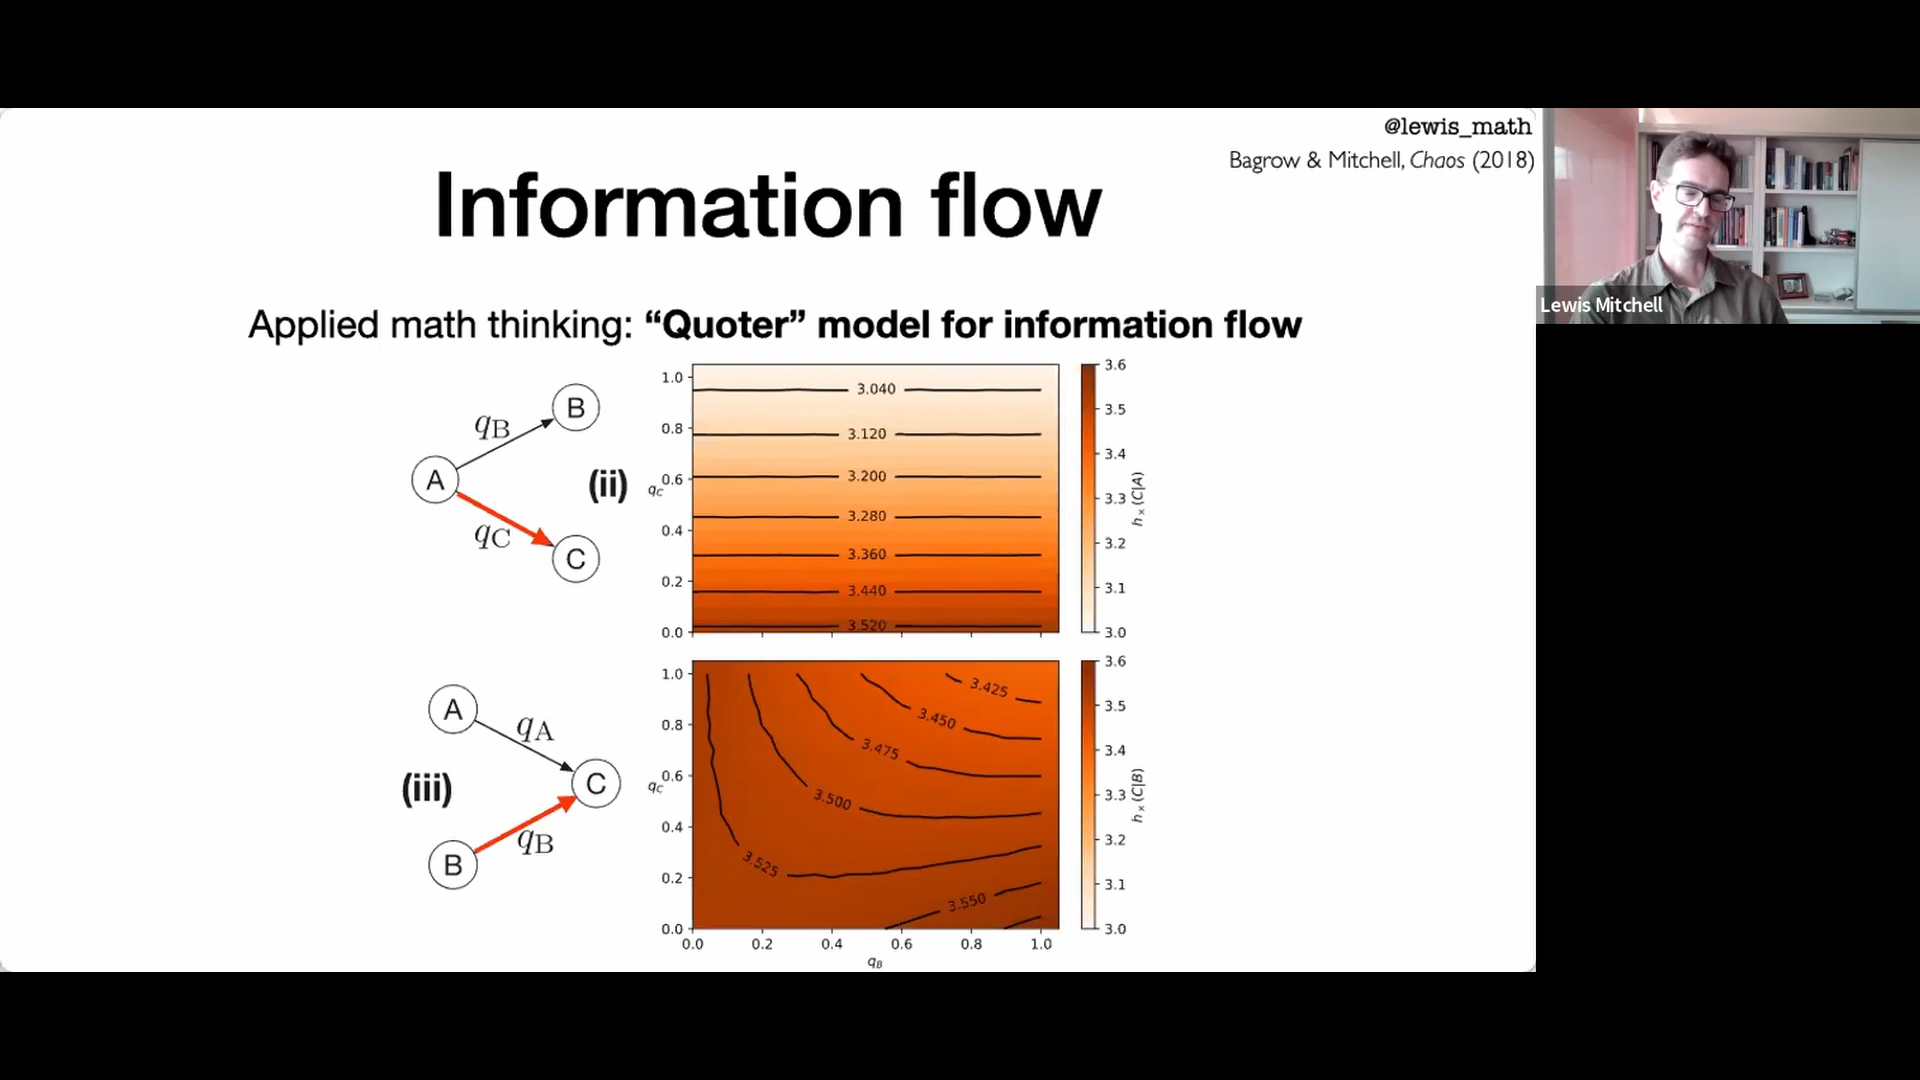 @lewis_math
Bagrow & Mitchell, Chaos (2018)
Information flow
Applied math thinking: “Quoter” model for information flow
A
B
C
qB
qC
(ii)
1.0
0.8
0.6
0.4
0.2
0.0
qC
3.040
3.120
3.200
3.280
3.360
3.440
3.520
3.6
3.5
3.4
3.3
3.2
3.1
3.0
h×(C|A)
A
B
C
qA
qB
(iii)
1.0
0.8
0.6
0.4
0.2
0.0
qC
3.425
3.450
3.475
3.500
3.525
3.550
0.0 0.2 0.4 0.6 0.8 1.0
qB
3.6
3.5
3.4
3.3
3.2
3.1
3.0
h×(C|B)
Lewis Mitchell